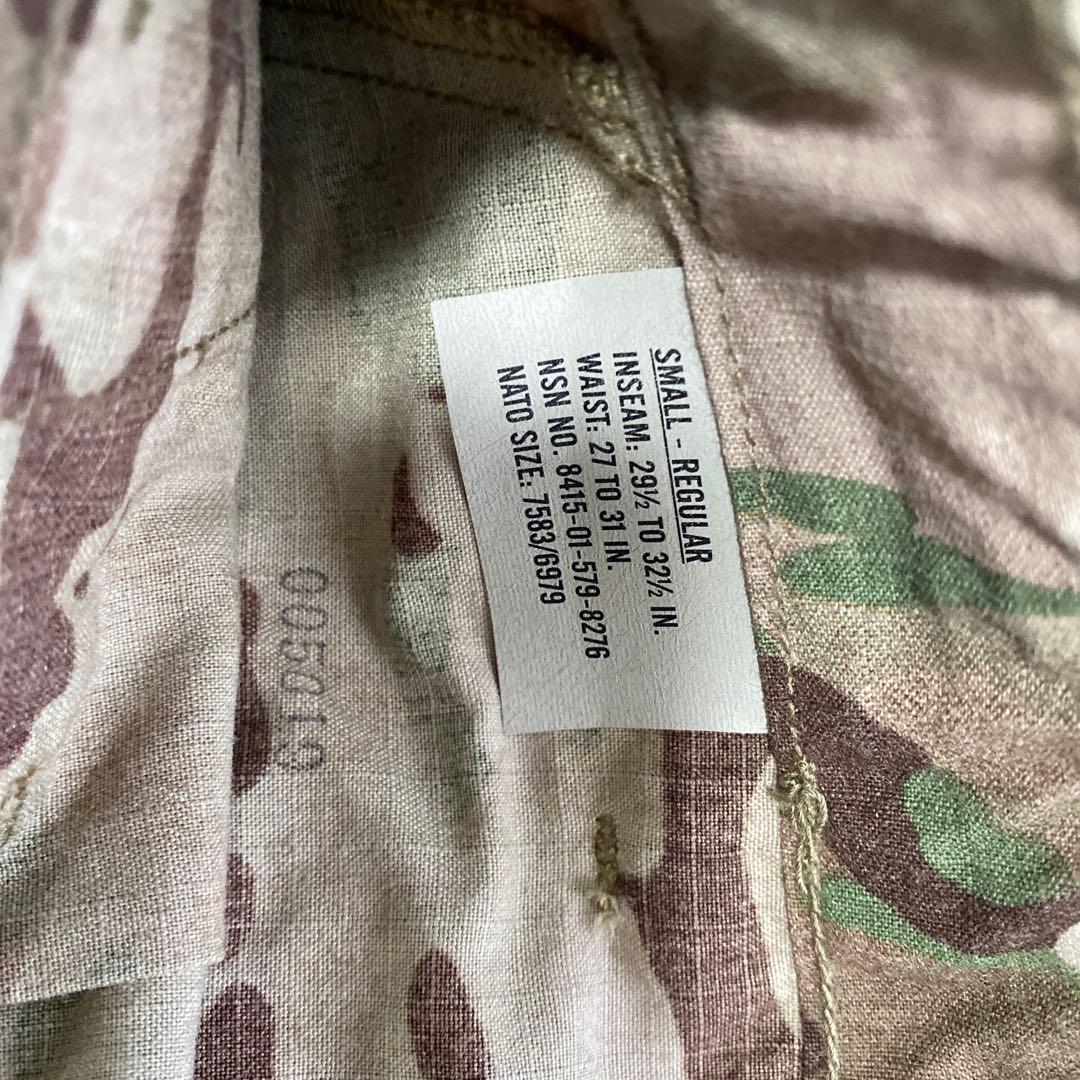 SMALL - REGULAR
INSEAM: 29½ TO 32½ IN.
WAIST: 27 TO 31 IN.
NSN NO. 8415-01-579-8276
NATO SIZE: 7583/6979